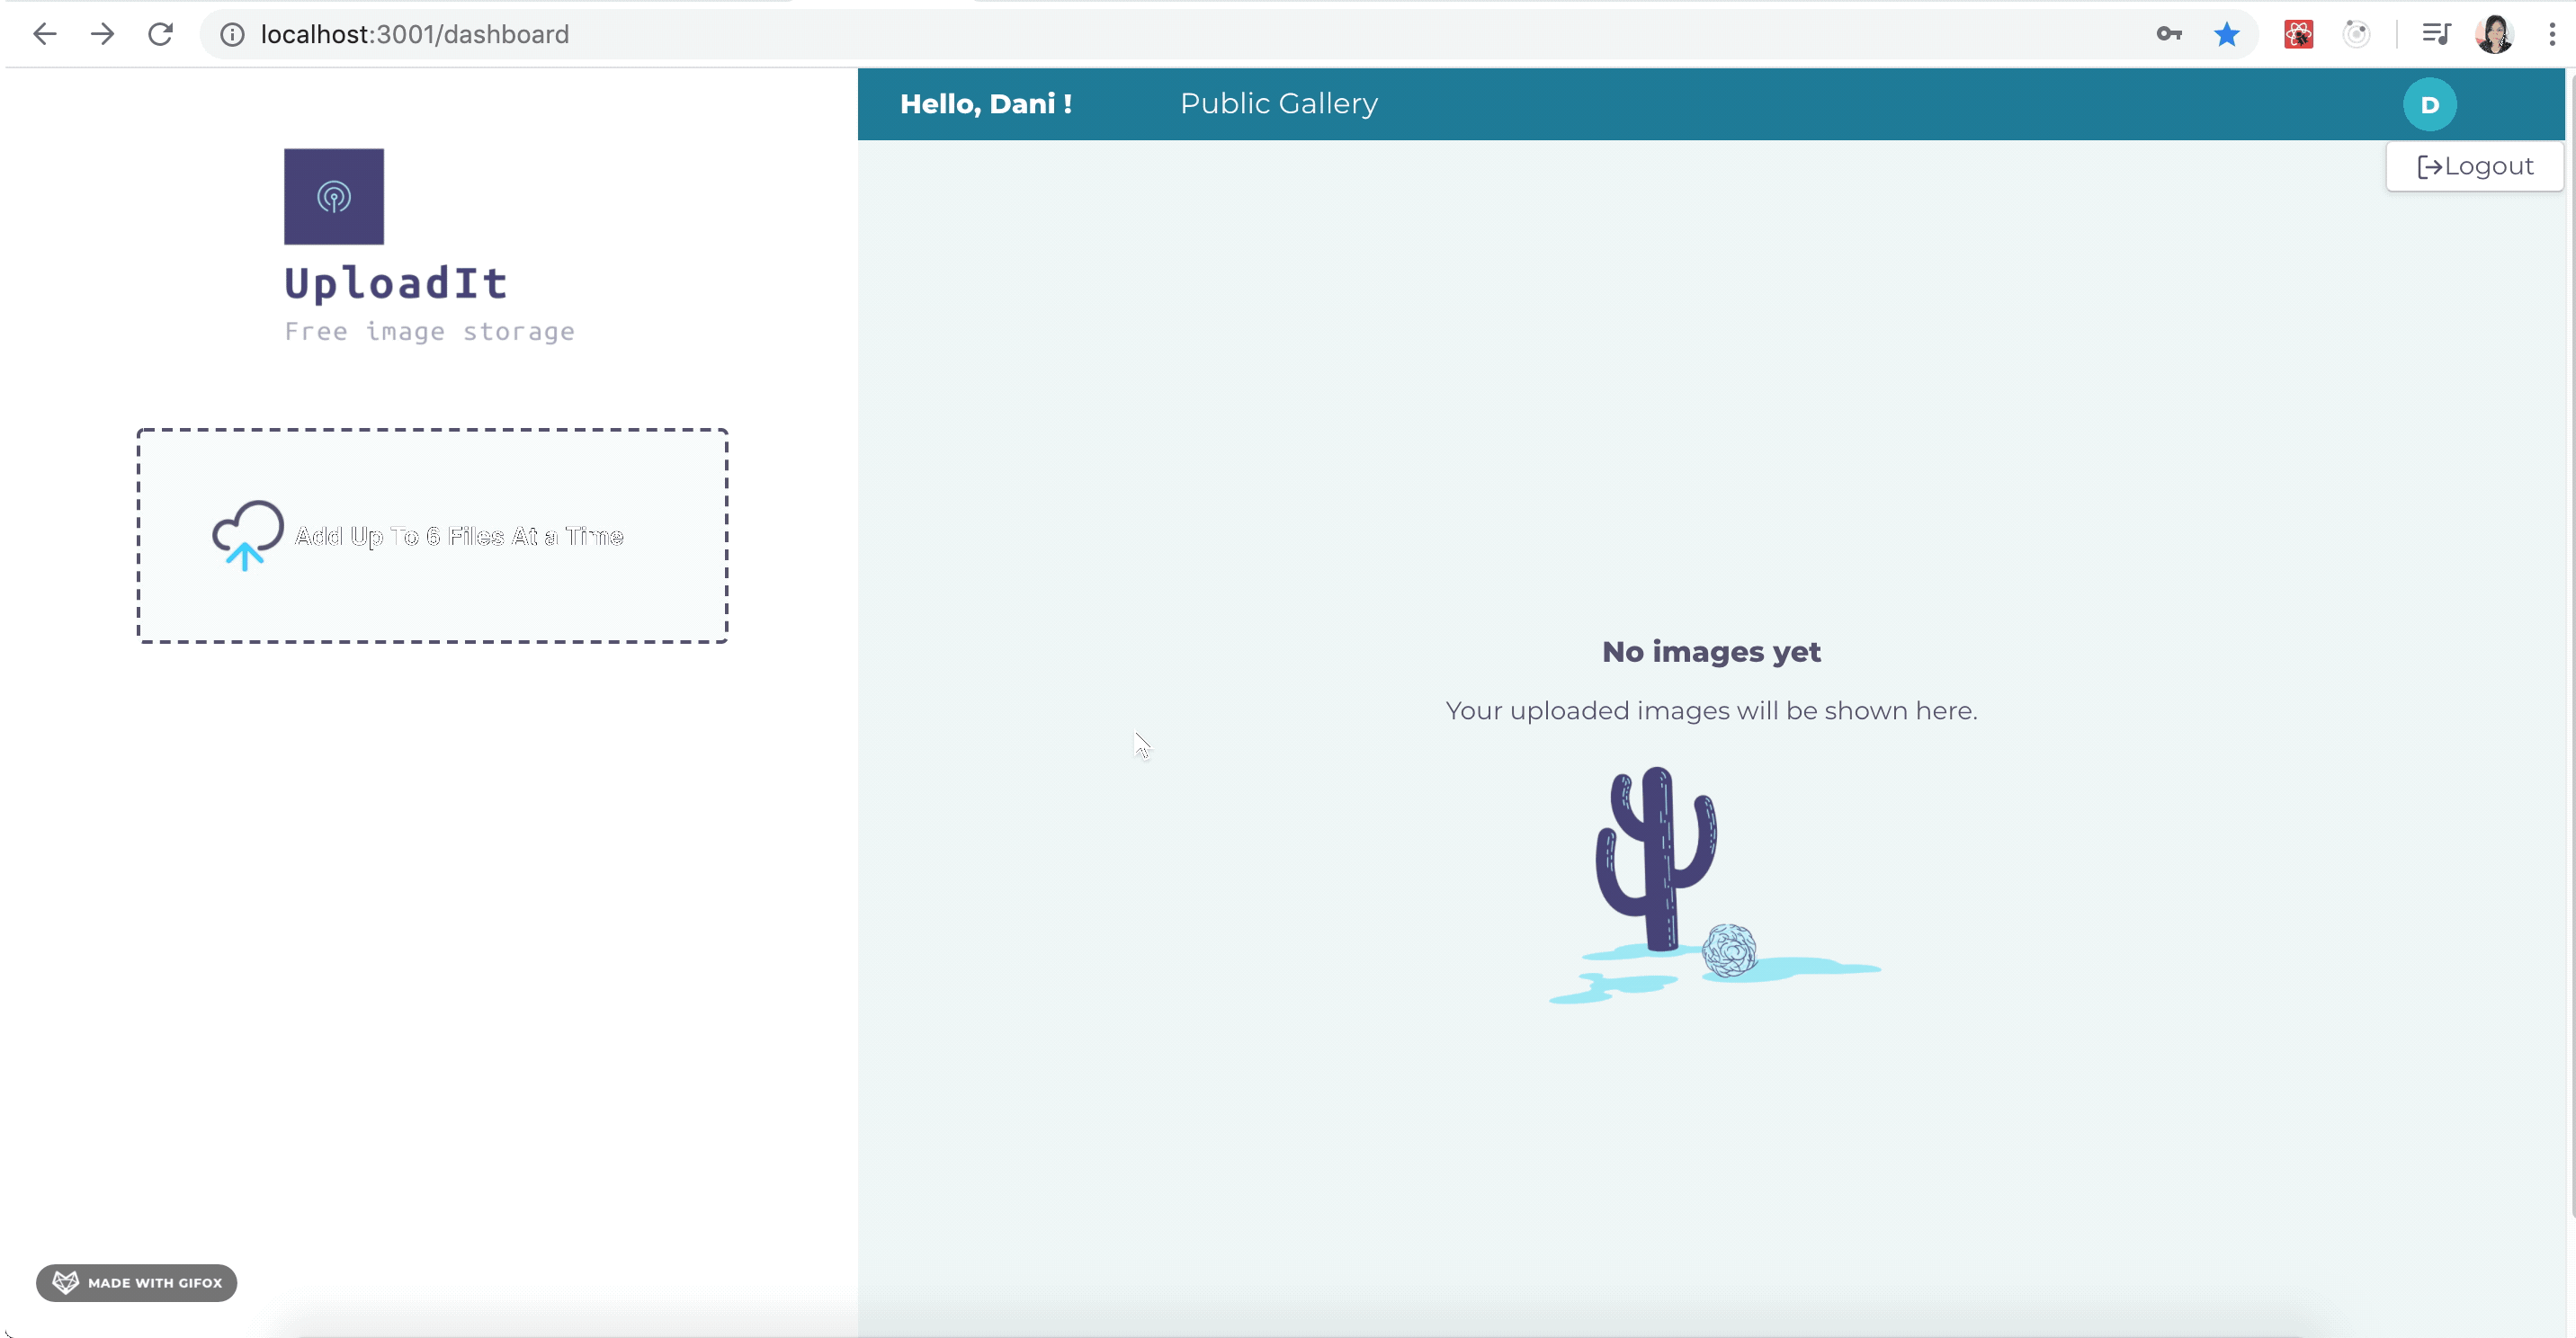 localhost:3001/dashboard
Hello, Dani !
Public Gallery
D
Logout
UploadIt
Free image storage
Add Up To 6 Files At a Time
No images yet
Your uploaded images will be shown here.
MADE WITH GIFOX